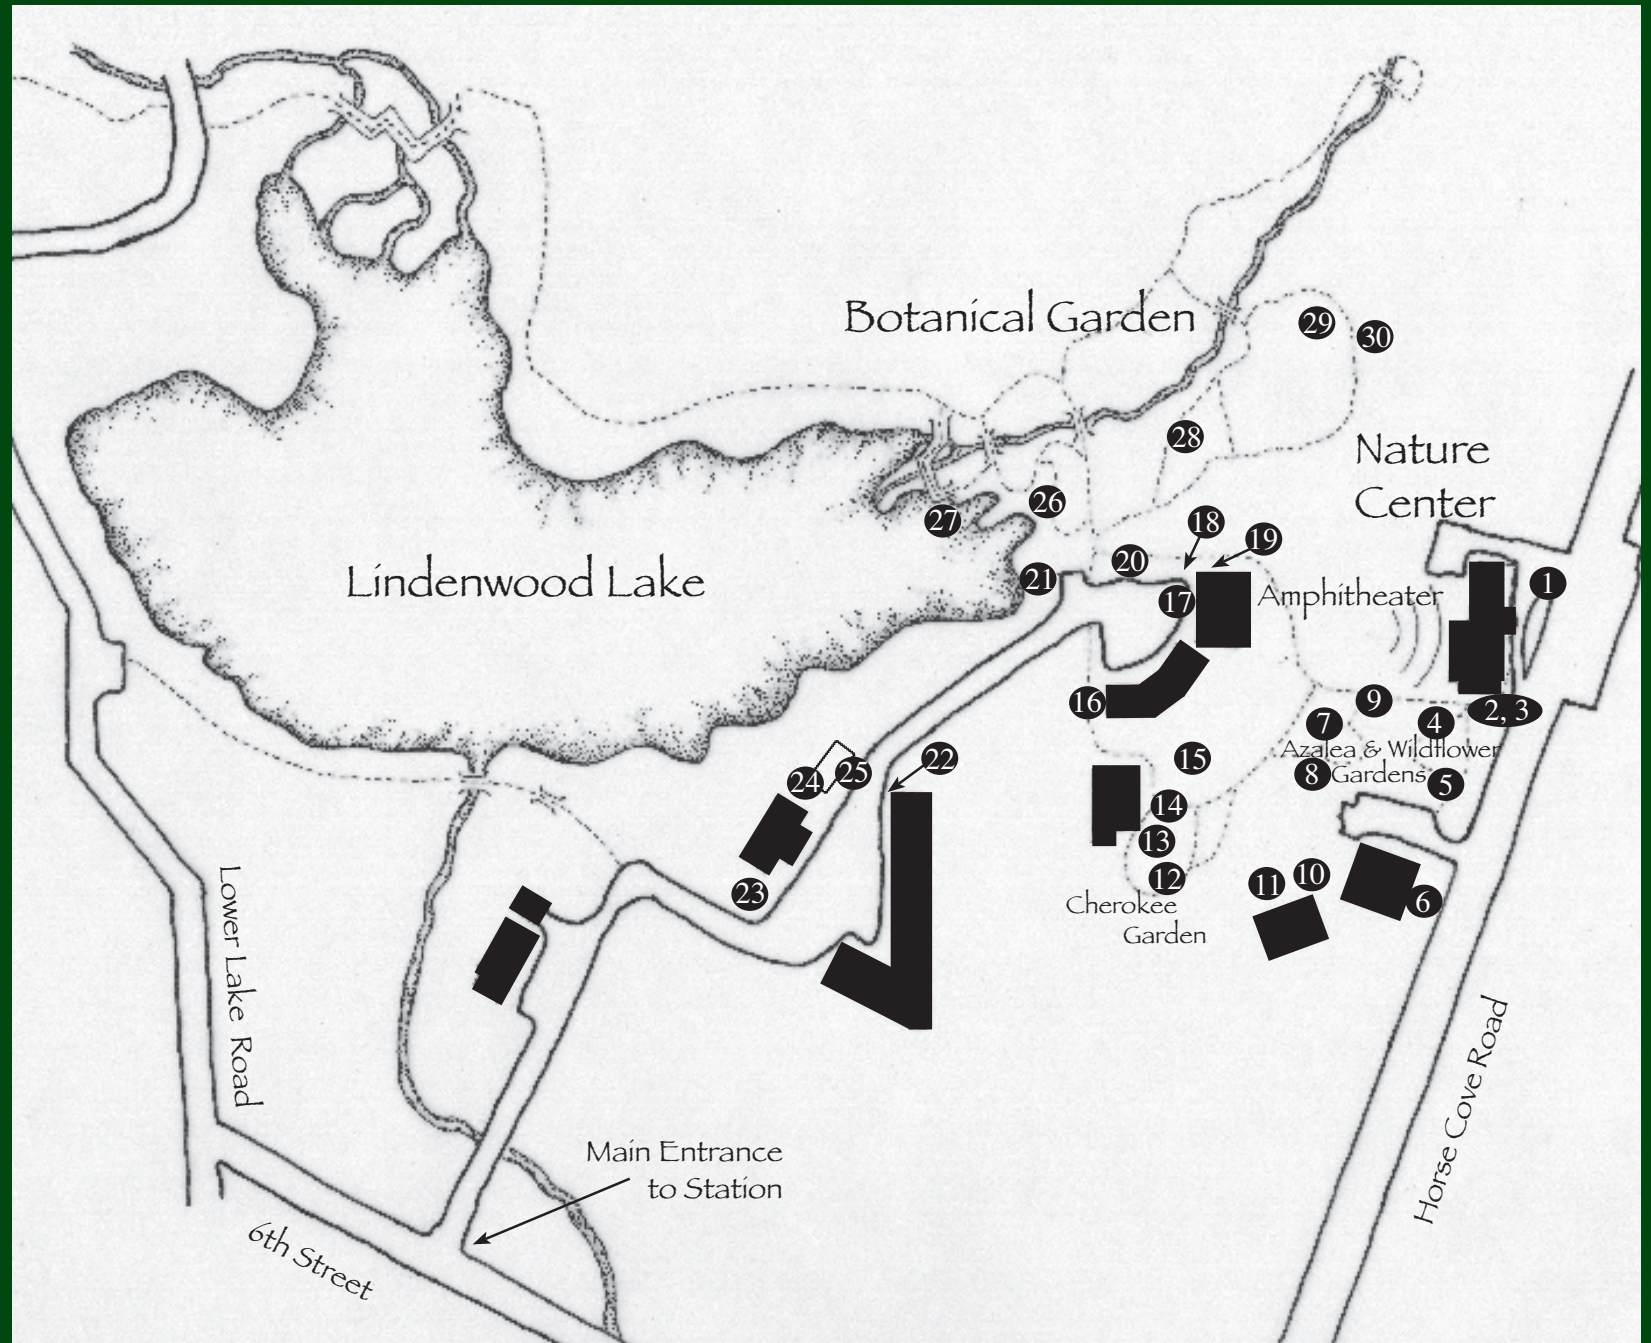 Botanical Garden
29
30
28
Nature
Center
26
27
18
19
20
21
17
1
Lindenwood Lake
Amphitheater
16
9
2, 3
7
4
Azalea & Wildflower
Gardens
8
5
15
22
24
25
14
13
12
23
11
10
6
Cherokee
Garden
Lower Lake Road
Horse Cove Road
Main Entrance
to Station
6th Street